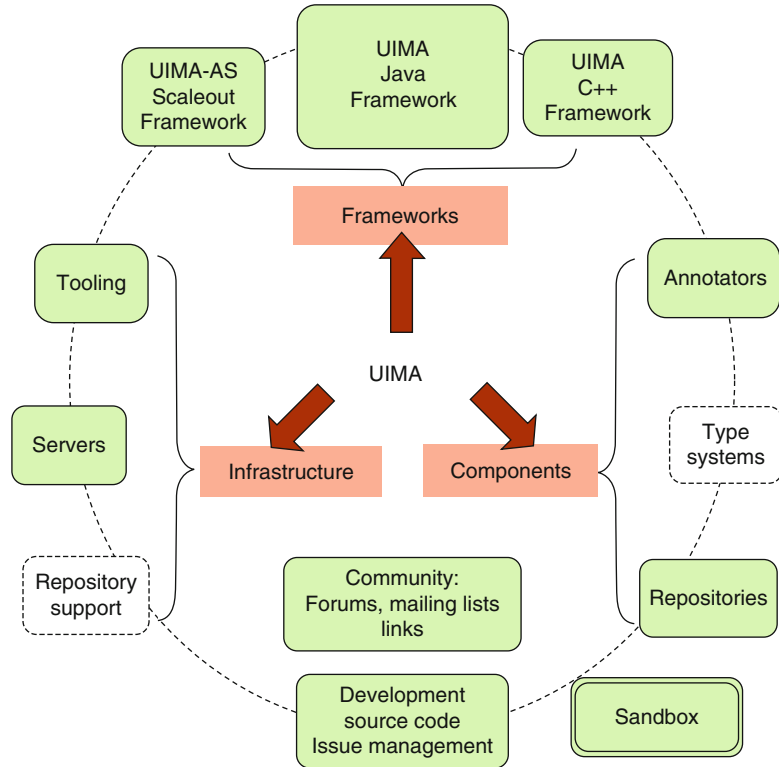 UIMA-AS
Scaleout
Framework
UIMA
Java
Framework
UIMA
C++
Framework
Frameworks
Tooling
Annotators
UIMA
Servers
Type
systems
Infrastructure
Components
Repository
support
Community:
Forums, mailing lists
links
Repositories
Development
source code
Issue management
Sandbox